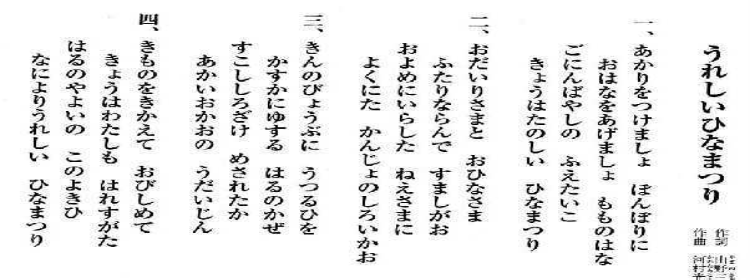 うれしいひなまつり
作詞 山野三
作曲 河村
一、あかりをつけましょ ぼんぼりに
おはなをあげましょ もものはな
ごにんばやしの ふえたいこ
きょうはたのしい ひなまつり
二、おだいりさまと おひなさま
ふたりならんで すましがお
およめにいらした ねえさまに
よくにた かんじょのしろいかお
三、きんのびょうぶに うつるひを
かすかにゆする はるのかぜ
すこししろざけ めされたか
あかいおかおの うだいじん
四、きものをきかえて おびしめて
きょうはわたしも はれすがた
はるのやよいの このよきひ
なによりうれしい ひなまつり